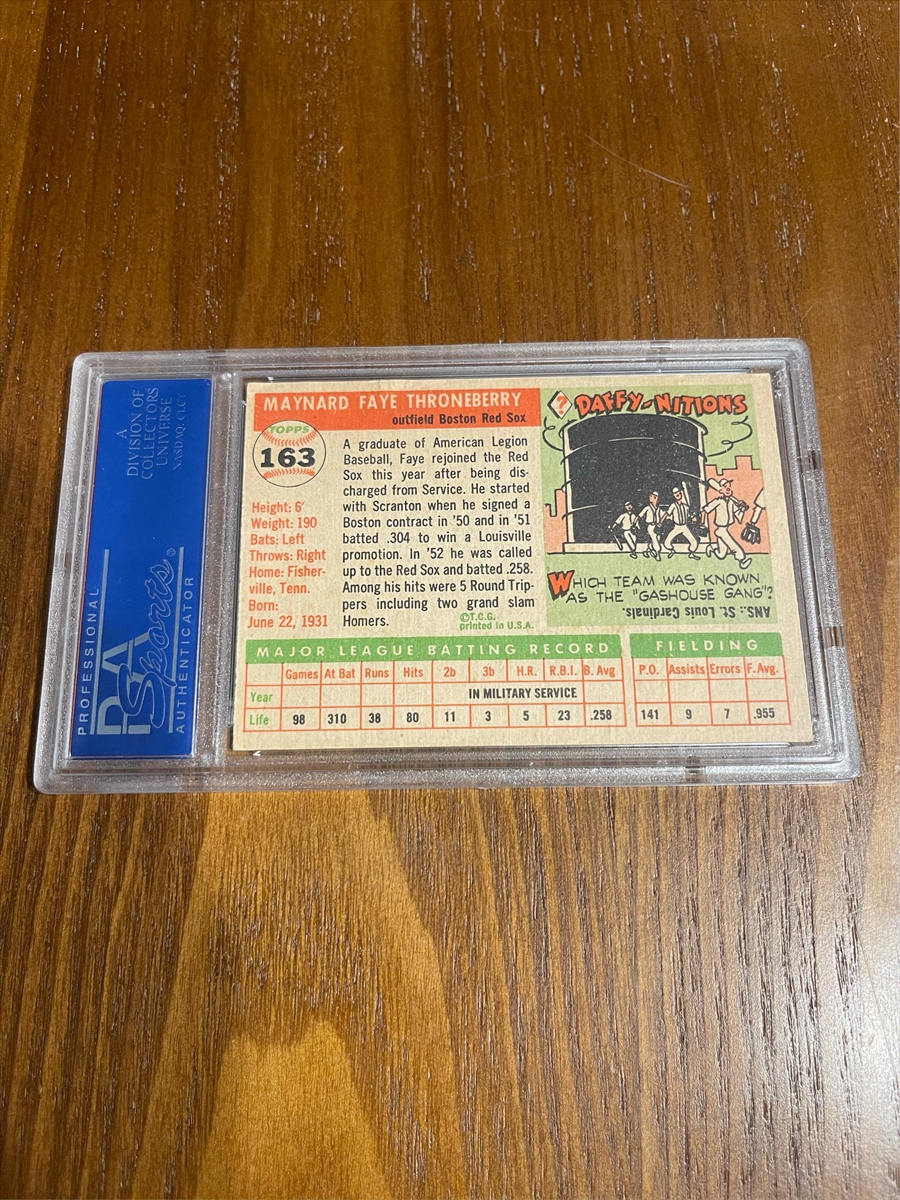 A
DIVISION OF
COLLECTORS
UNIVERSE
NASDAQ: CLCT
PROFESSIONAL
PSA
Sports®
AUTHENTICATOR
MAYNARD FAYE THRONEBERRY
outfield Boston Red Sox
TOPPS
163
Height: 6'
Weight: 190
Bats: Left
Throws: Right
Home: Fisher-
ville, Tenn.
Born:
June 22, 1931
A graduate of American Legion
Baseball, Faye rejoined the Red
Sox this year after being dis-
charged from Service. He started
with Scranton when he signed a
Boston contract in '50 and in '51
batted .304 to win a Louisville
promotion. In '52 he was called
up to the Red Sox and batted .258.
Among his hits were 5 Round Trip-
pers including two grand slam
Homers.
©T.C.G.
printed in U.S.A.
? DAFFY-NITIONS
WHICH TEAM WAS KNOWN
AS THE "GASHOUSE GANG"?
ANS.: St. Louis Cardinals.
MAJOR LEAGUE BATTING RECORD
FIELDING
Games At Bat Runs Hits 2b 3b H.R. R.B.I. B. Avg P.O. Assists Errors F. Avg.
Year IN MILITARY SERVICE
Life 98 310 38 80 11 3 5 23 .258 141 9 7 .955